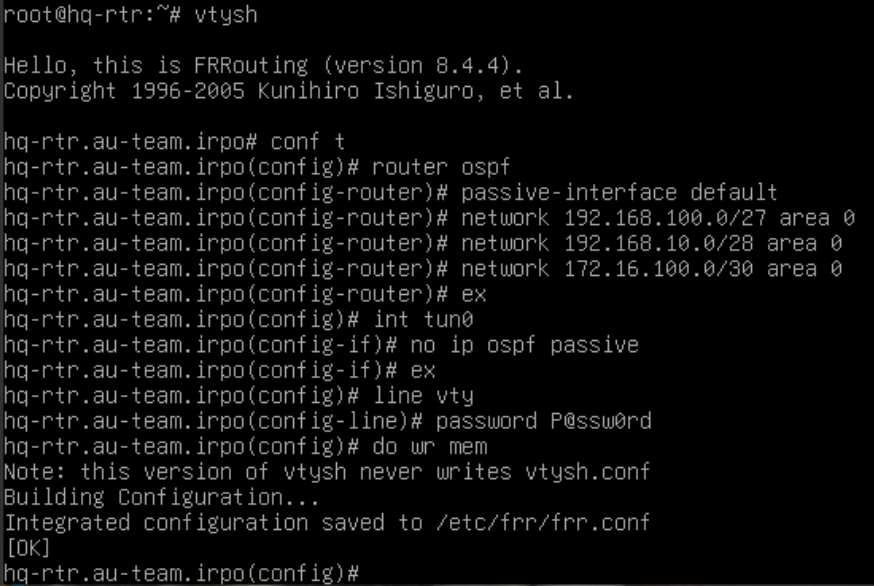 root@hq-rtr:~# vtysh
Hello, this is FRRouting (version 8.4.4).
Copyright 1996-2005 Kunihiro Ishiguro, et al.
hq-rtr.au-team.irpo# conf t
hq-rtr.au-team.irpo(config)# router ospf
hq-rtr.au-team.irpo(config-router)# passive-interface default
hq-rtr.au-team.irpo(config-router)# network 192.168.100.0/27 area 0
hq-rtr.au-team.irpo(config-router)# network 192.168.10.0/28 area 0
hq-rtr.au-team.irpo(config-router)# network 172.16.100.0/30 area 0
hq-rtr.au-team.irpo(config-router)# ex
hq-rtr.au-team.irpo(config)# int tun0
hq-rtr.au-team.irpo(config-if)# no ip ospf passive
hq-rtr.au-team.irpo(config-if)# ex
hq-rtr.au-team.irpo(config)# line vty
hq-rtr.au-team.irpo(config-line)# password P@ssw0rd
hq-rtr.au-team.irpo(config)# do wr mem
Note: this version of vtysh never writes vtysh.conf
Building Configuration...
Integrated configuration saved to /etc/frr/frr.conf
[OK]
hq-rtr.au-team.irpo(config)#